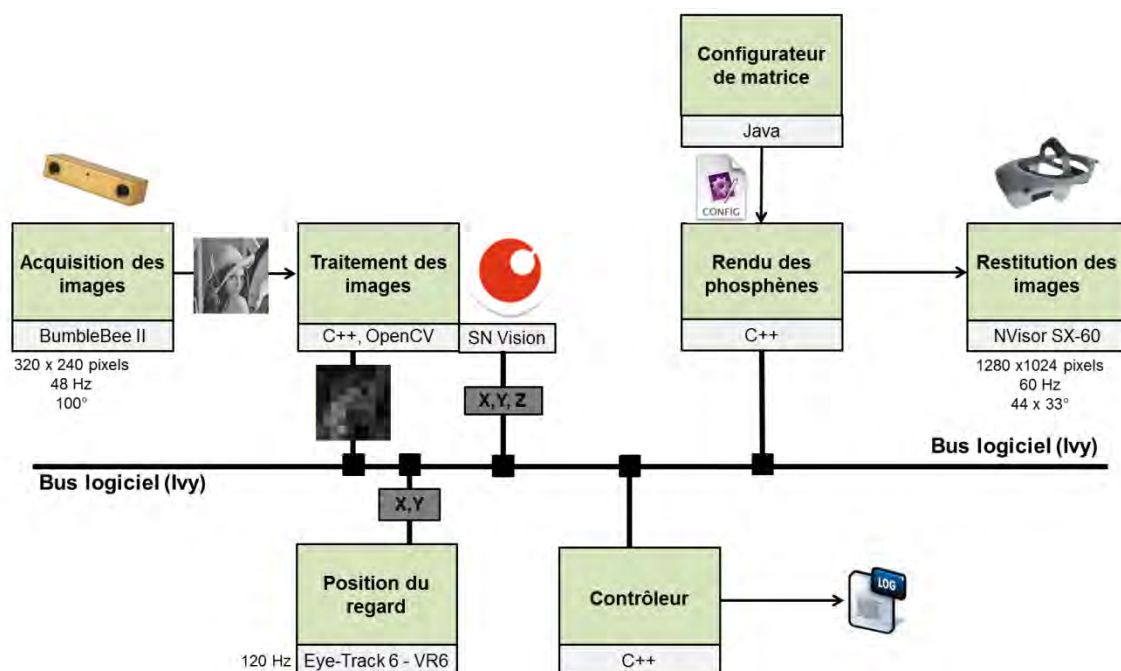 Configurateur
de matrice
Java
CONFIG
Acquisition des
images
BumbleBee II
320 x 240 pixels
48 Hz
100°
Traitement des
images
C++, OpenCV
SN Vision
X,Y, Z
Rendu des
phosphènes
C++
Restitution des
images
NVisor SX-60
1280 x1024 pixels
60 Hz
44 x 33°
Bus logiciel (Ivy)
Bus logiciel (Ivy)
X,Y
Position du
regard
120 Hz
Eye-Track 6 - VR6
Contrôleur
C++
LOG